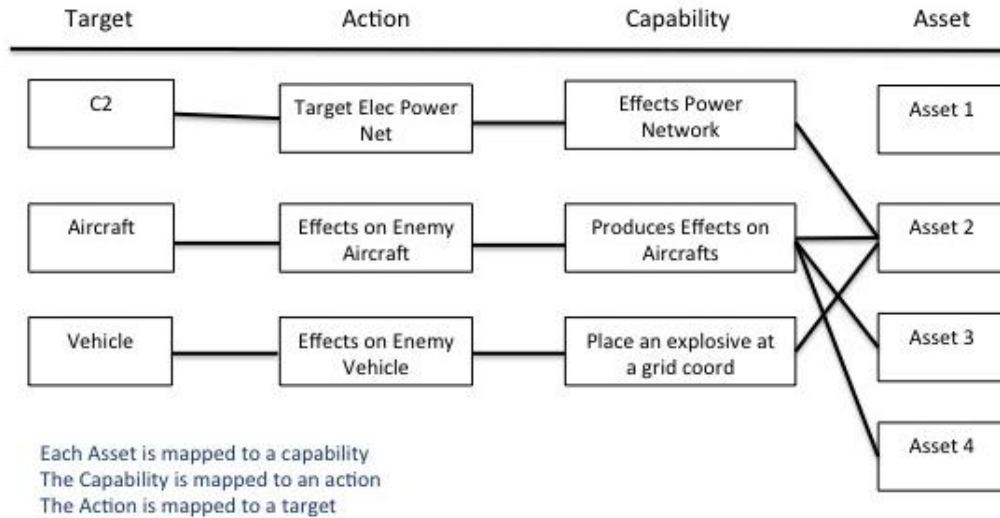 Target Action Capability Asset
C2
Target Elec Power
Net
Effects Power
Network
Asset 1
Aircraft
Effects on Enemy
Aircraft
Produces Effects on
Aircrafts
Asset 2
Vehicle
Effects on Enemy
Vehicle
Place an explosive at
a grid coord
Asset 3
Asset 4
Each Asset is mapped to a capability
The Capability is mapped to an action
The Action is mapped to a target